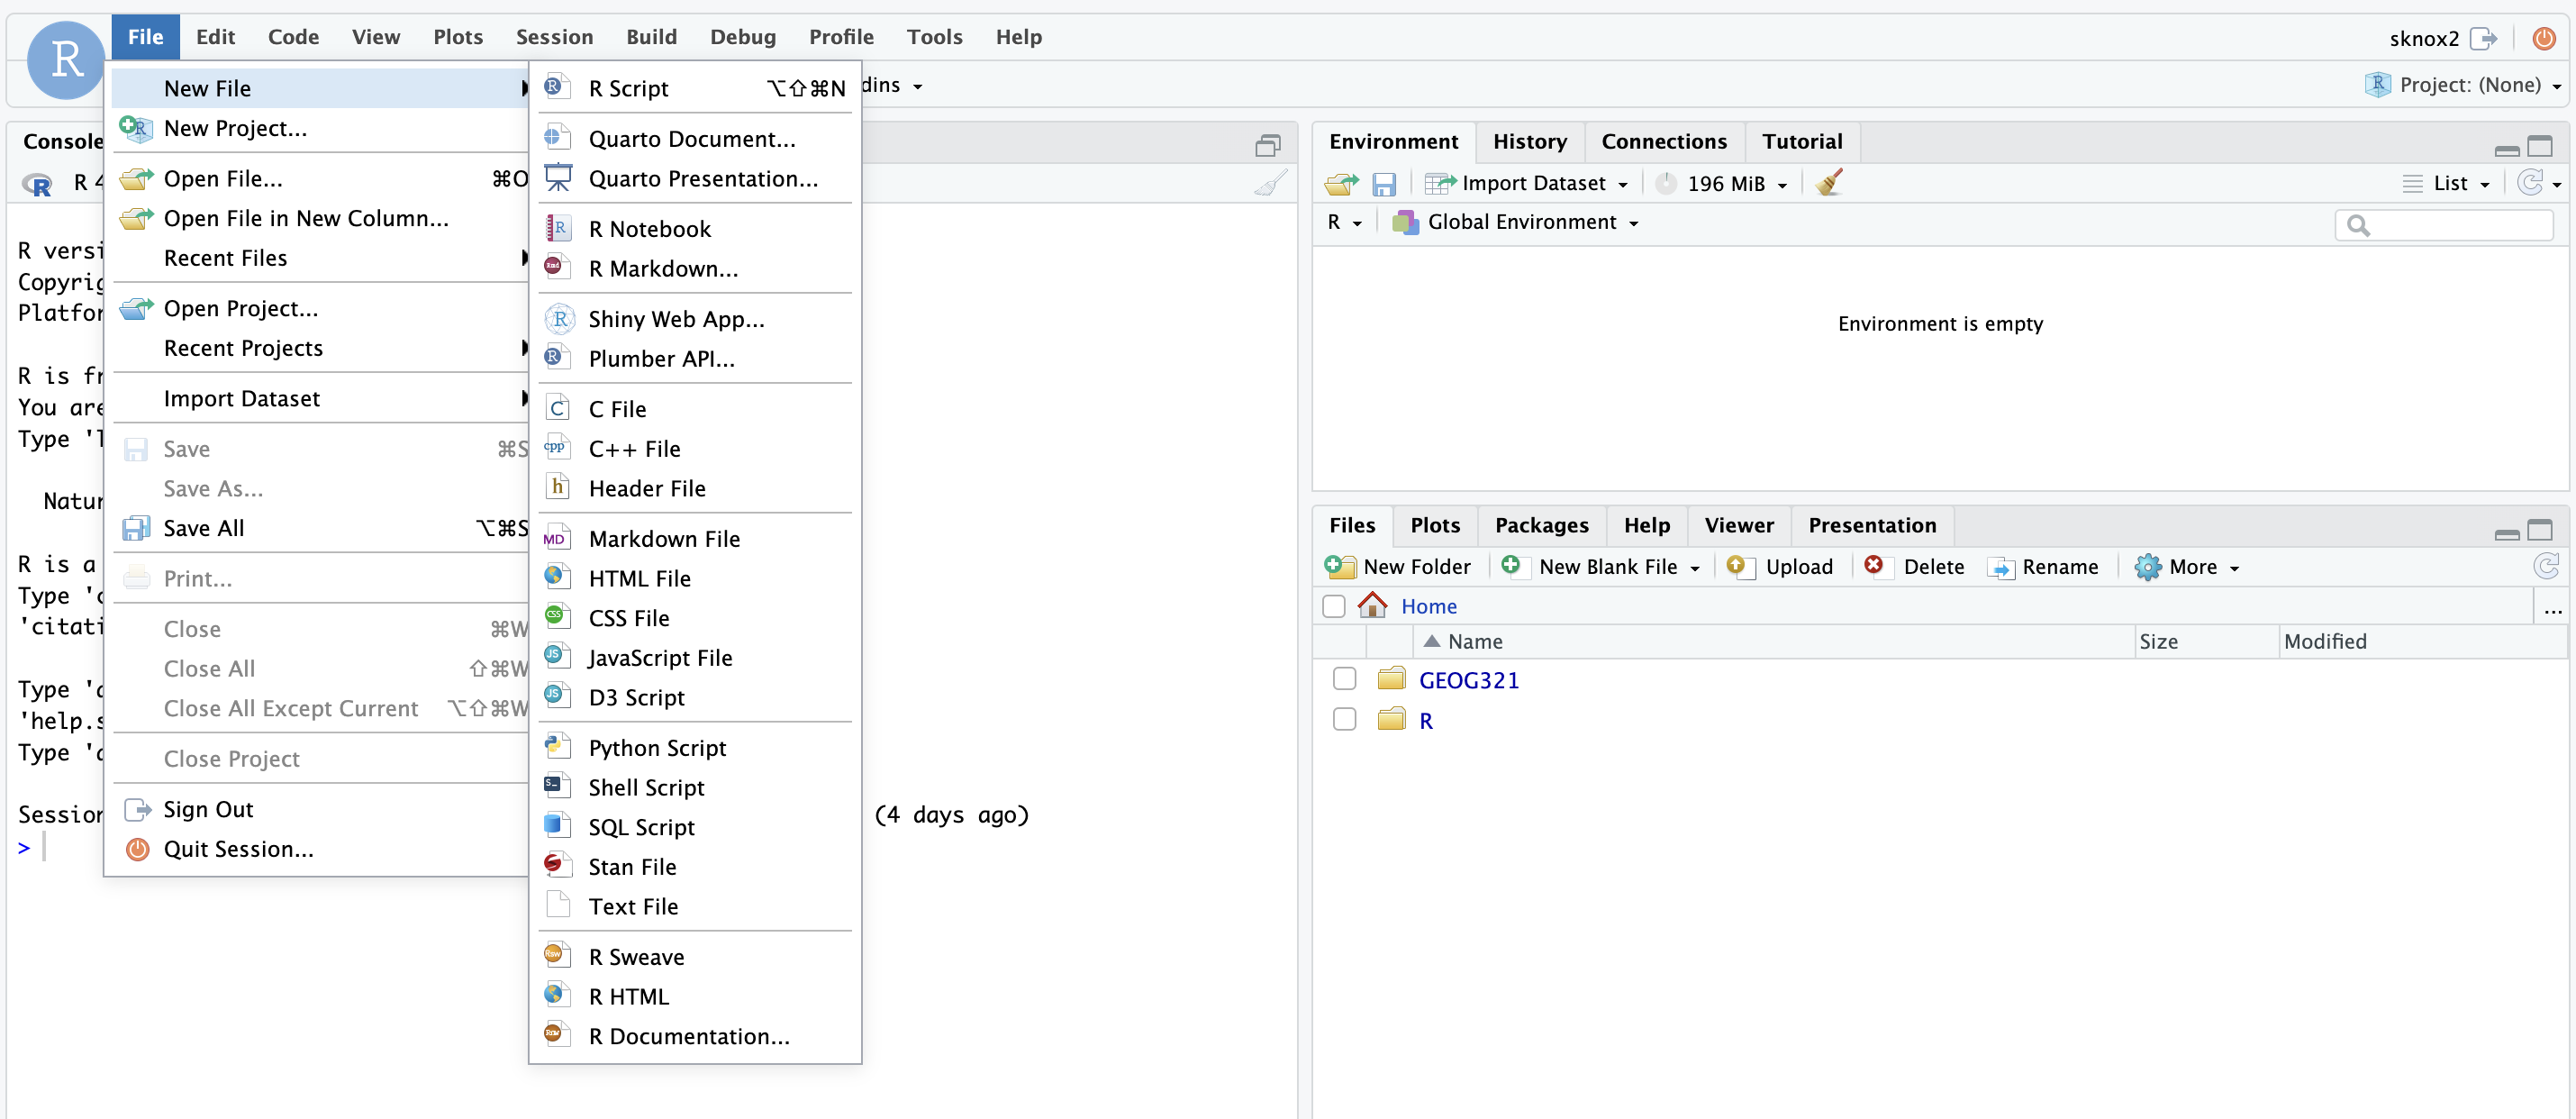 R
File Edit Code View Plots Session Build Debug Profile Tools Help
sknox2
dins
Project: (None)
New File
New Project...
Open File... ⌘O
Open File in New Column...
Recent Files
Open Project...
Recent Projects
Import Dataset
Save ⌘S
Save As...
Save All ⌥⌘S
Print...
Close ⌘W
Close All ⇧⌘W
Close All Except Current ⌥⇧⌘W
Close Project
Sign Out
Quit Session...
R Script ⌥⇧⌘N
Quarto Document...
Quarto Presentation...
R Notebook
R Markdown...
Shiny Web App...
Plumber API...
C File
C++ File
Header File
Markdown File
HTML File
CSS File
JavaScript File
D3 Script
Python Script
Shell Script
SQL Script
Stan File
Text File
R Sweave
R HTML
R Documentation...
Console
R 4
R versi
Copyrig
Platfor
R is fr
You are
Type 'l
Natur
R is a
Type 'c
'citati
Type 'd
'help.s
Type 'q
Session (4 days ago)
>
Environment History Connections Tutorial
Import Dataset 196 MiB List
R Global Environment
Environment is empty
Files Plots Packages Help Viewer Presentation
New Folder New Blank File Upload Delete Rename More
Home ...
Name Size Modified
GEOG321
R